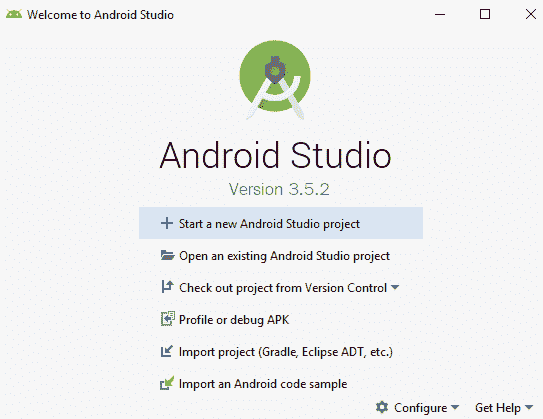 Welcome to Android Studio
Android Studio
Version 3.5.2
Start a new Android Studio project
Open an existing Android Studio project
Check out project from Version Control
Profile or debug APK
Import project (Gradle, Eclipse ADT, etc.)
Import an Android code sample
Configure Get Help